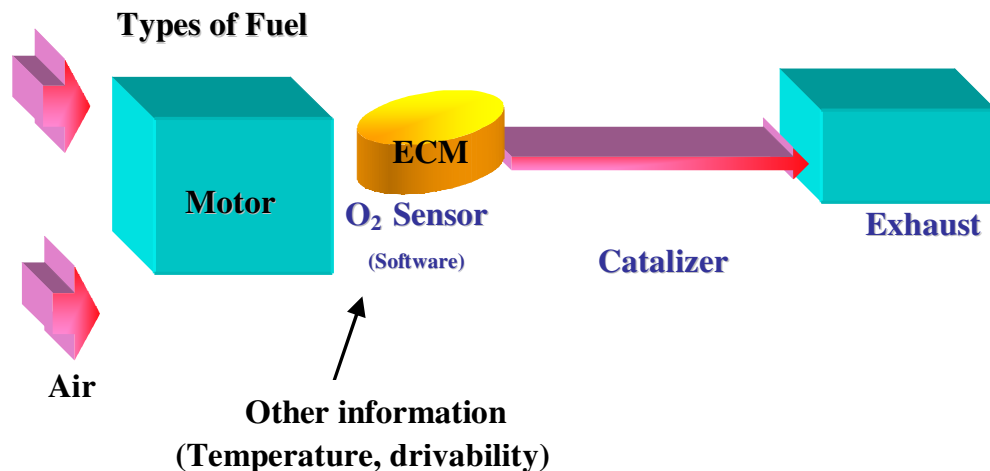 Types of Fuel
ECM
Motor
O₂ Sensor
(Software)
Exhaust
Catalizer
Air
Other information
(Temperature, drivability)